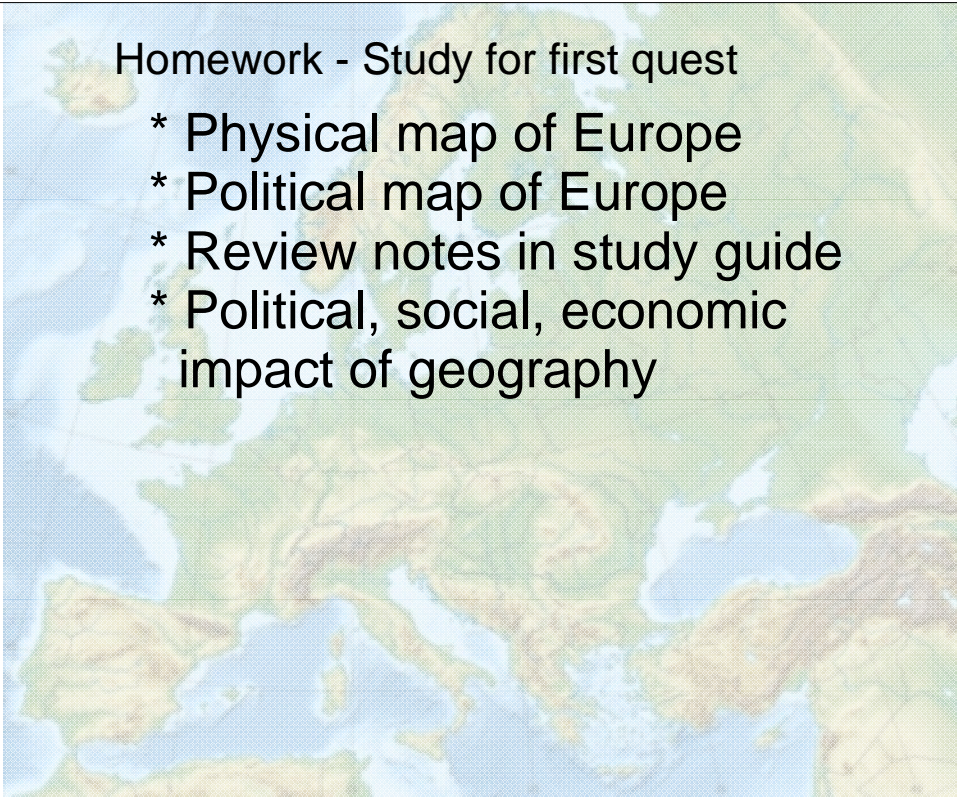 Homework - Study for first quest
* Physical map of Europe
* Political map of Europe
* Review notes in study guide
* Political, social, economic
impact of geography